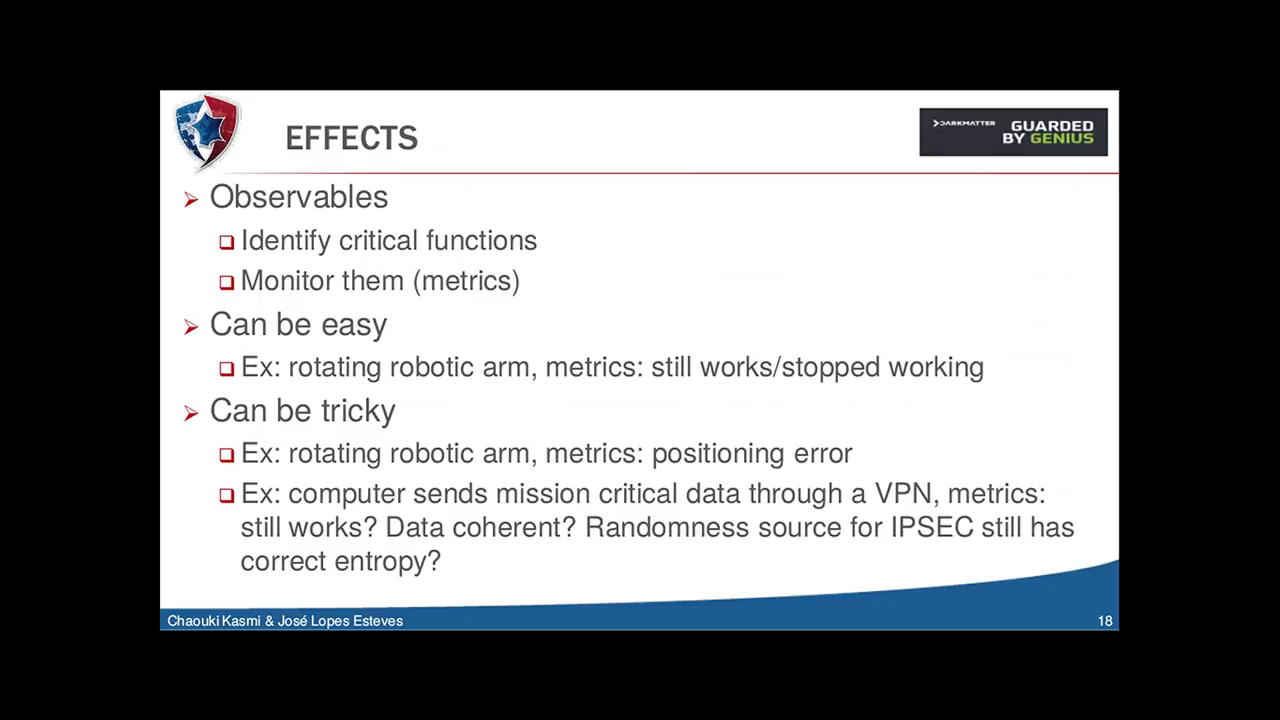 EFFECTS
DARKMATTER
GUARDED
BY GENIUS
Observables
Identify critical functions
Monitor them (metrics)
Can be easy
Ex: rotating robotic arm, metrics: still works/stopped working
Can be tricky
Ex: rotating robotic arm, metrics: positioning error
Ex: computer sends mission critical data through a VPN, metrics:
still works? Data coherent? Randomness source for IPSEC still has
correct entropy?
Chaouki Kasmi & José Lopes Esteves
18